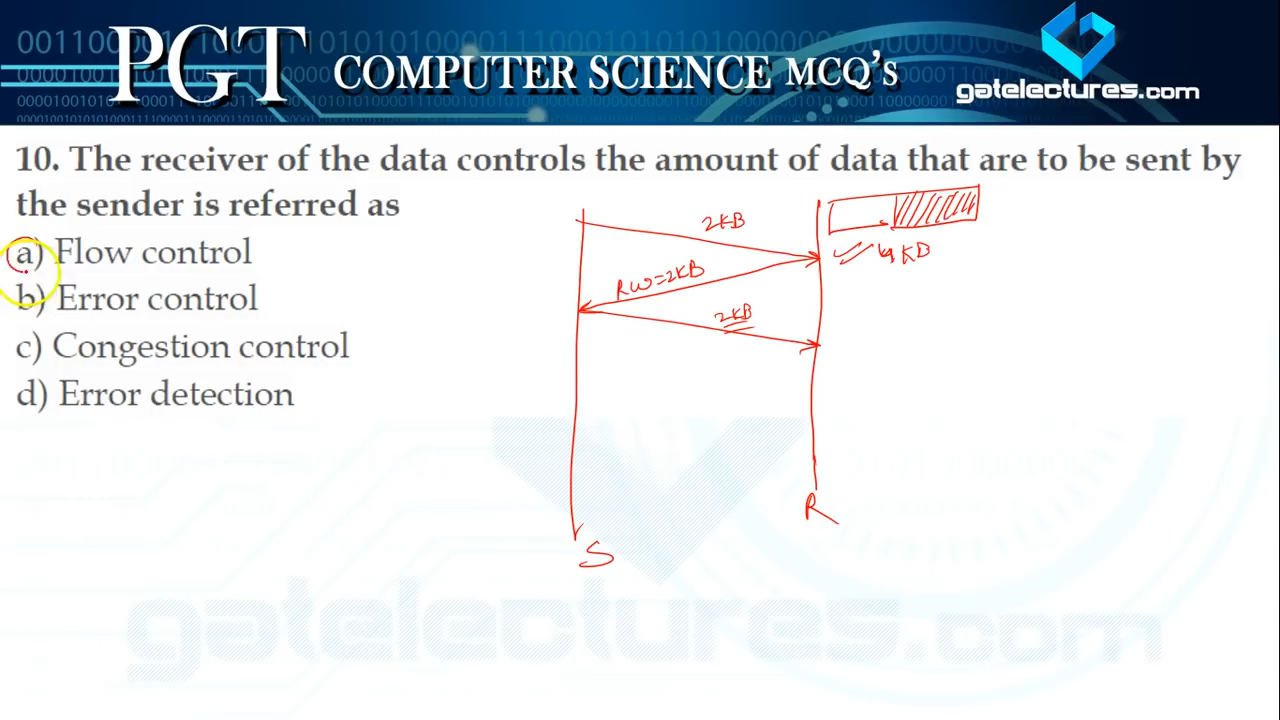 PGT COMPUTER SCIENCE MCQ's
gatelectures.com
10. The receiver of the data controls the amount of data that are to be sent by
the sender is referred as
a) Flow control
b) Error control
c) Congestion control
d) Error detection
2KB
4KB
RW=2KB
2KB
R
S
gatelectures.com